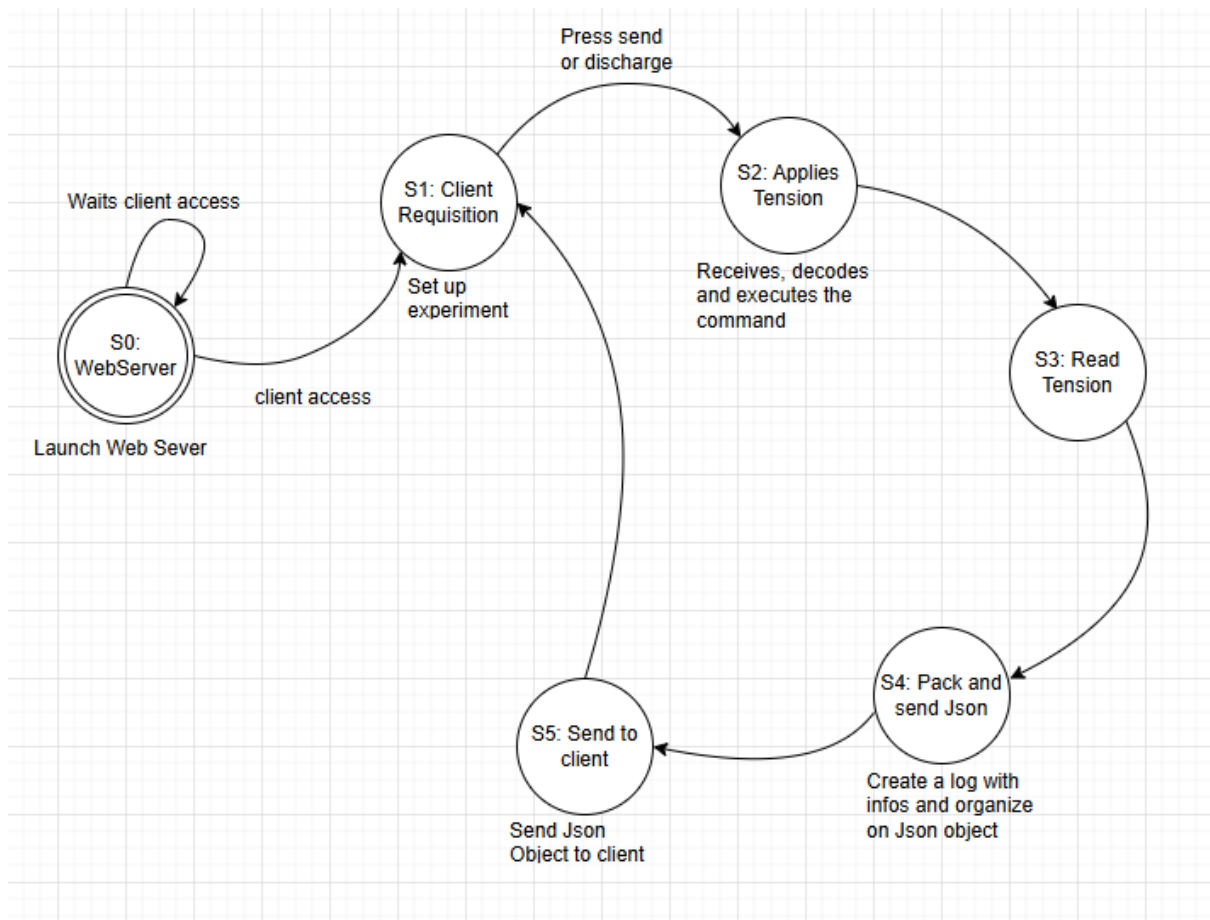 Press send
or discharge
S2: Applies
Tension
S1: Client
Requisition
Waits client access
Receives, decodes
and executes the
command
Set up
experiment
S0:
WebServer
S3: Read
Tension
client access
Launch Web Sever
S4: Pack and
send Json
S5: Send to
client
Create a log with
infos and organize
on Json object
Send Json
Object to client